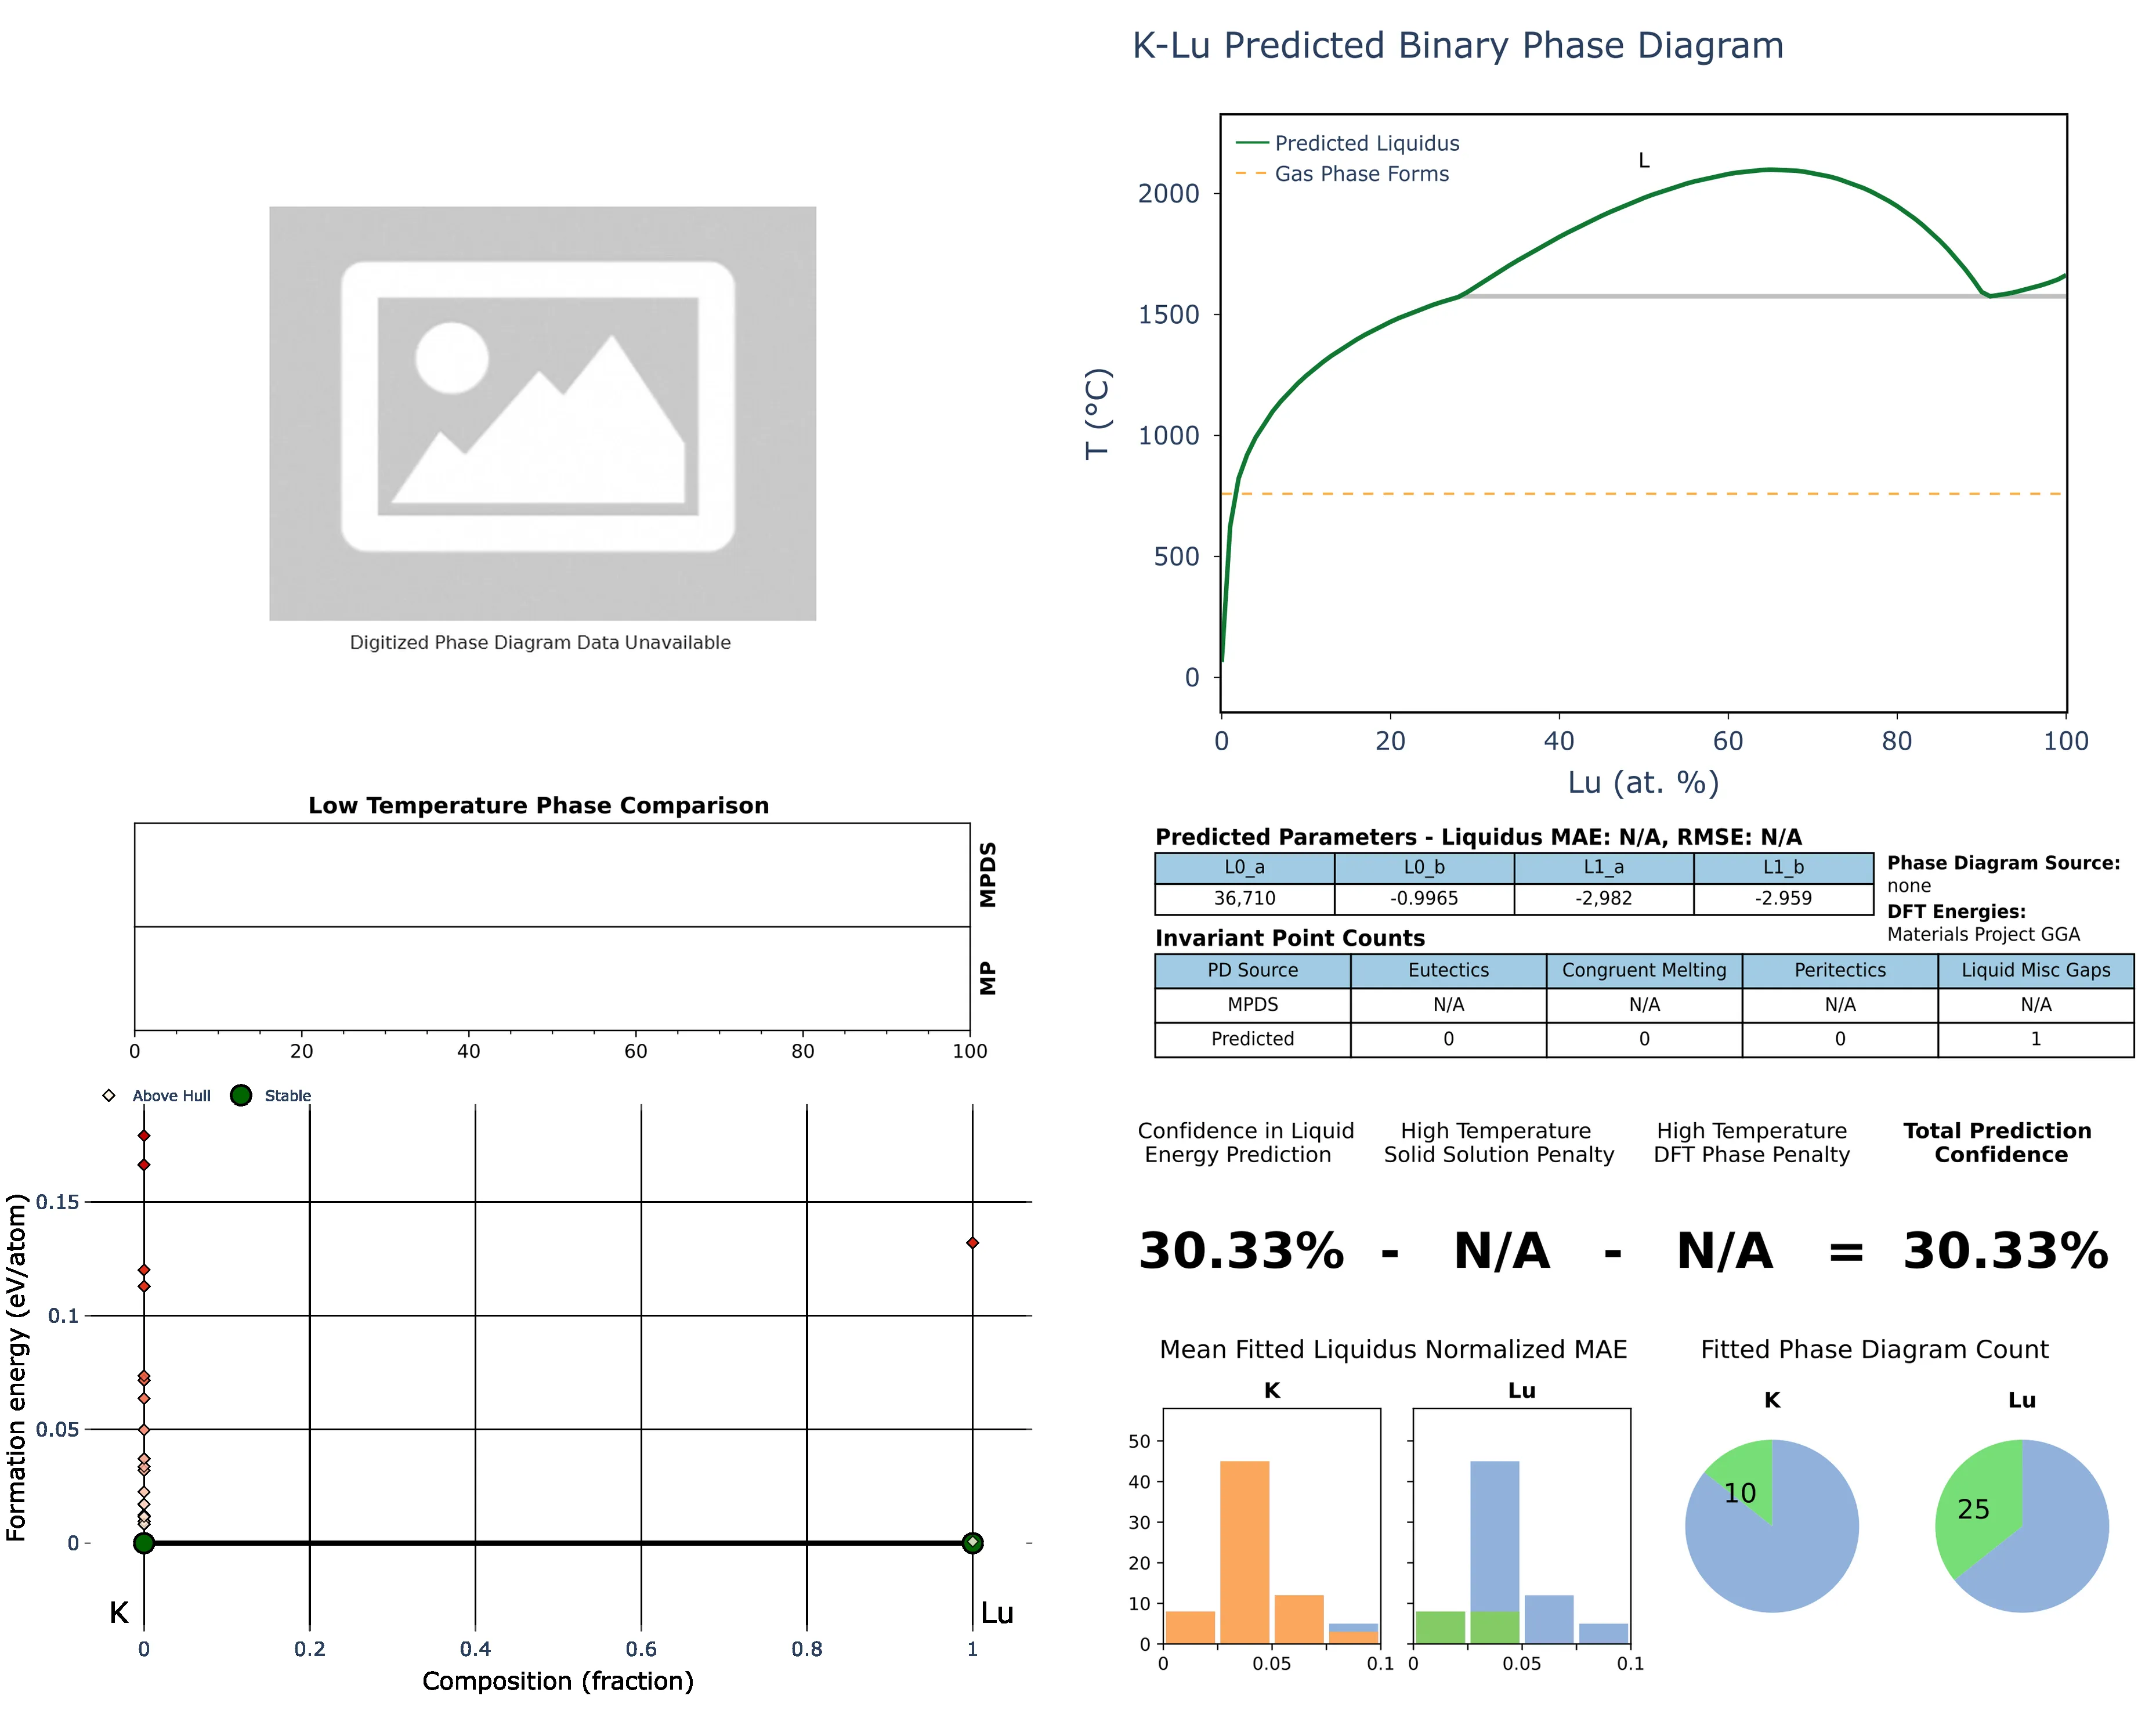 K-Lu Predicted Binary Phase Diagram
Predicted Liquidus
Gas Phase Forms
L
2000
1500
1000
500
0
T (°C)
0 20 40 60 80 100
Lu (at. %)
Digitized Phase Diagram Data Unavailable
Low Temperature Phase Comparison
MPDS
MP
0 20 40 60 80 100
Predicted Parameters - Liquidus MAE: N/A, RMSE: N/A
L0_a L0_b L1_a L1_b
36,710 -0.9965 -2,982 -2.959
Phase Diagram Source:
none
DFT Energies:
Materials Project GGA
Invariant Point Counts
PD Source Eutectics Congruent Melting Peritectics Liquid Misc Gaps
MPDS N/A N/A N/A N/A
Predicted 0 0 0 1
Above Hull Stable
0.15
0.1
0.05
0
Formation energy (eV/atom)
K Lu
0 0.2 0.4 0.6 0.8 1
Composition (fraction)
Confidence in Liquid
Energy Prediction
High Temperature
Solid Solution Penalty
High Temperature
DFT Phase Penalty
Total Prediction
Confidence
30.33% - N/A - N/A = 30.33%
Mean Fitted Liquidus Normalized MAE
K Lu
50
40
30
20
10
0
0 0.05 0.1 0 0.05 0.1
Fitted Phase Diagram Count
K Lu
10 25